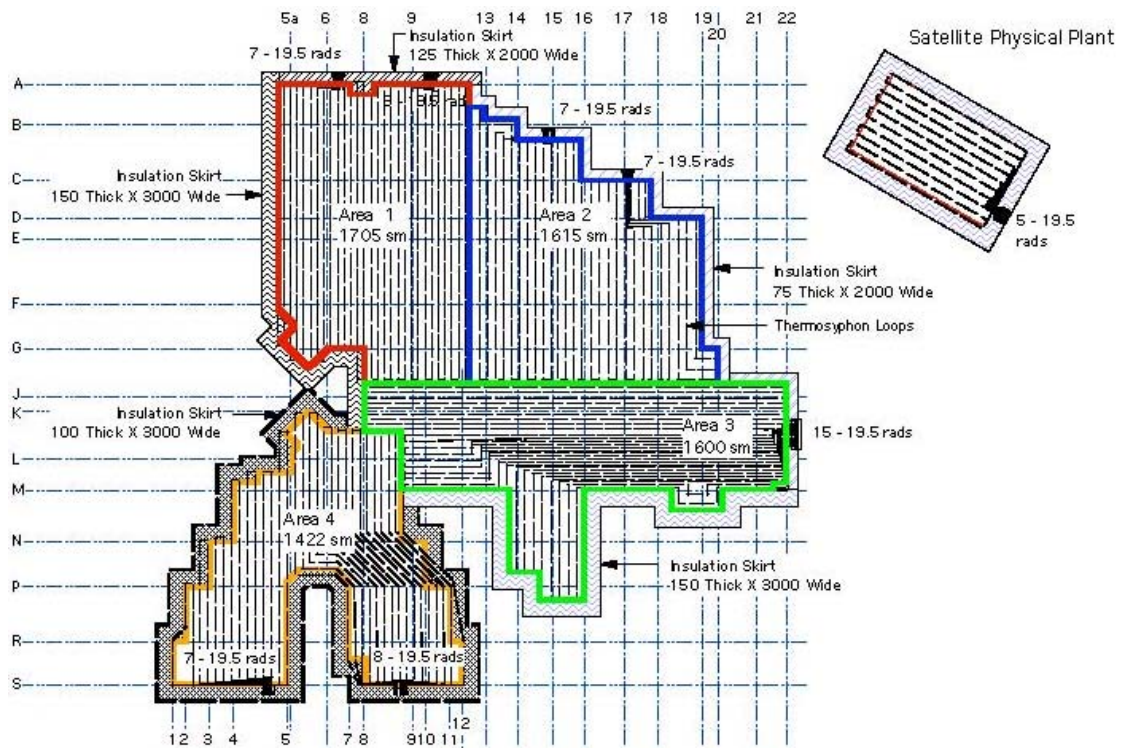 5a 6 8 9 13 14 15 16 17 18 19 20 21 22
Insulation Skirt
125 Thick X 2000 Wide
7 - 19.5 rads
Satellite Physical Plant
A
8 - 19.5 rads
7 - 19.5 rads
B
7 - 19.5 rads
C
Insulation Skirt
150 Thick X 3000 Wide
Area 1
1705 sm
Area 2
1615 sm
D
5 - 19.5
rads
E
Insulation Skirt
75 Thick X 2000 Wide
F
Thermosyphon Loops
G
J
K
Insulation Skirt
100 Thick X 3000 Wide
Area 3
1600 sm
15 - 19.5 rads
L
M
Area 4
1422 sm
N
Insulation Skirt
150 Thick X 3000 Wide
P
R
7 - 19.5 rads
8 - 19.5 rads
S
12
1 2 3 4 5 7 8 9 10 11